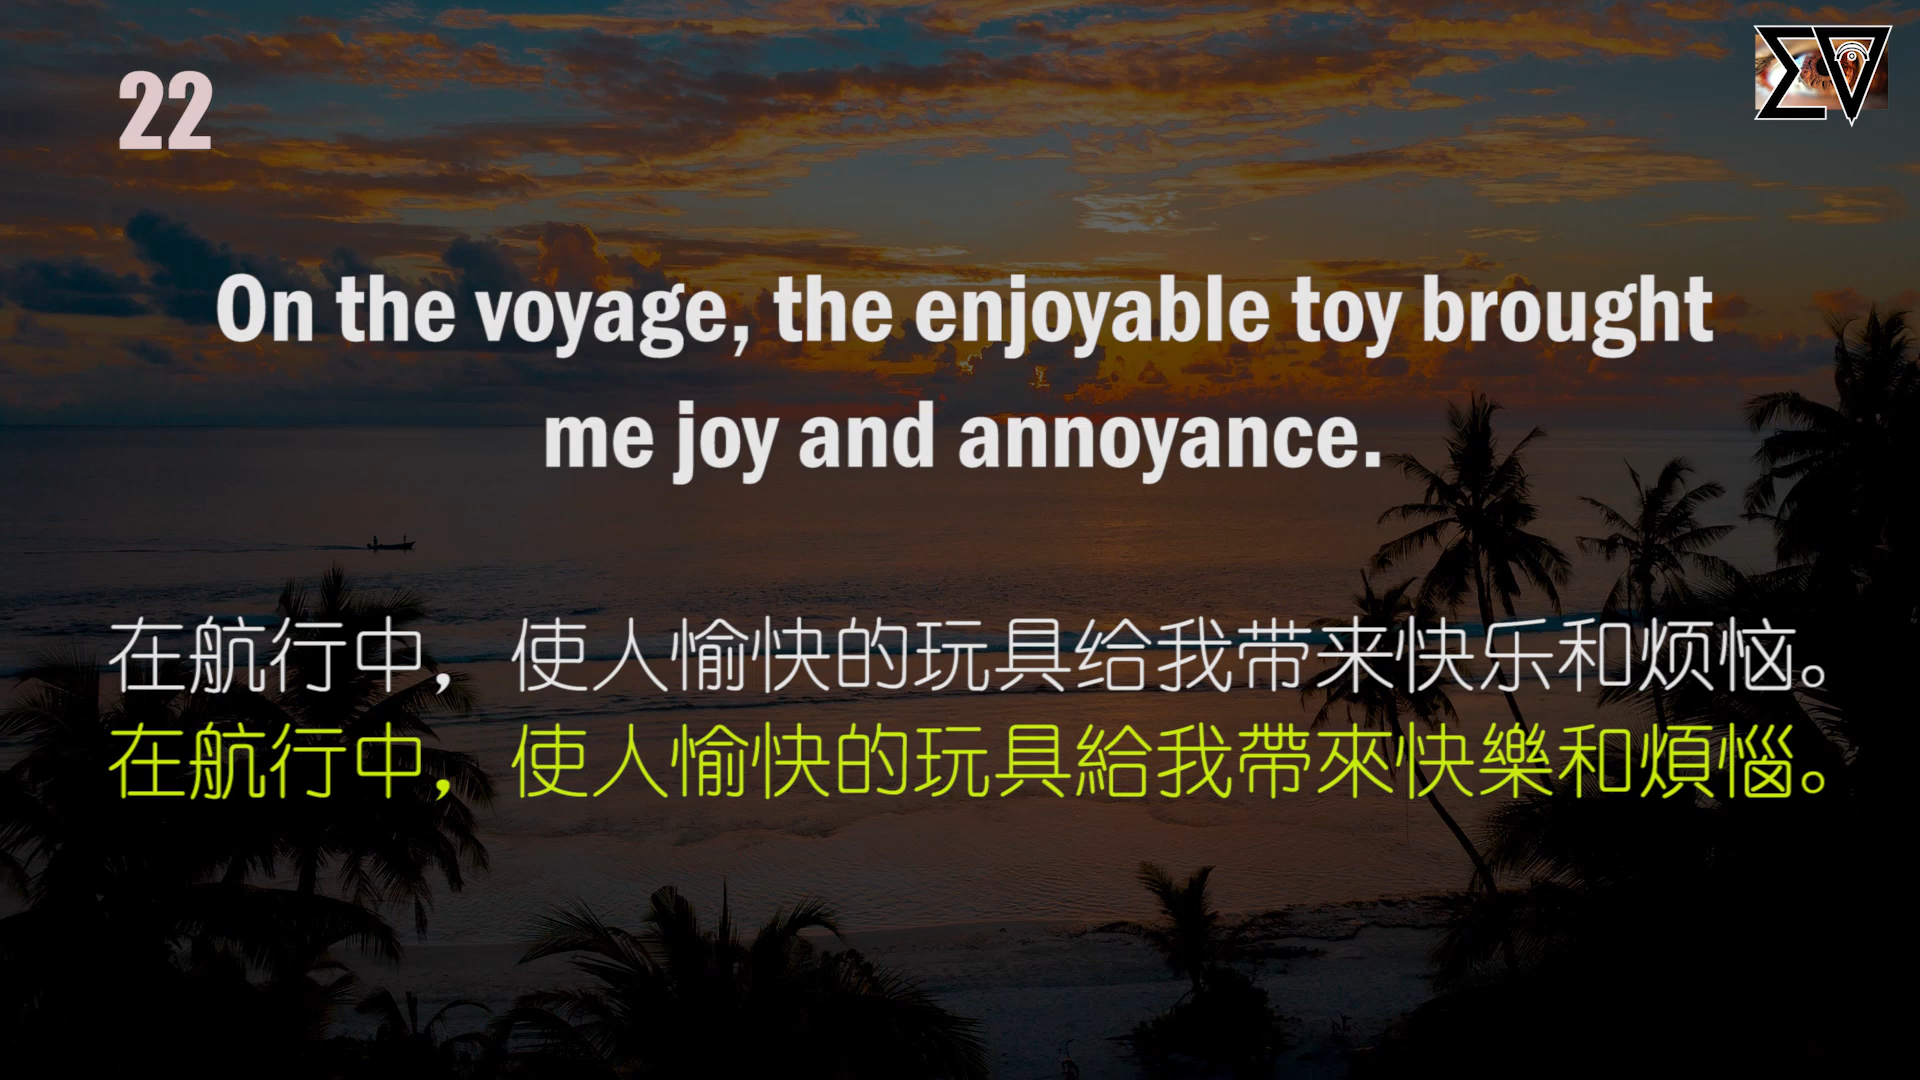 22
On the voyage, the enjoyable toy brought
me joy and annoyance.
在航行中，使人愉快的玩具给我带来快乐和烦恼。
在航行中，使人愉快的玩具給我帶來快樂和煩惱。